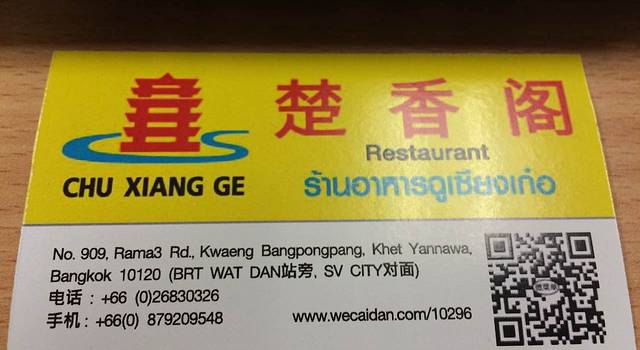 楚香阁
Restaurant
ร้านอาหารฉูเซียงเก๋อ
CHU XIANG GE
No. 909, Rama3 Rd., Kwaeng Bangpongpang, Khet Yannawa,
Bangkok 10120 (BRT WAT DAN站旁, SV CITY对面)
电话 : +66 (0)26830326
手机: +66(0) 879209548
www.wecaidan.com/10296